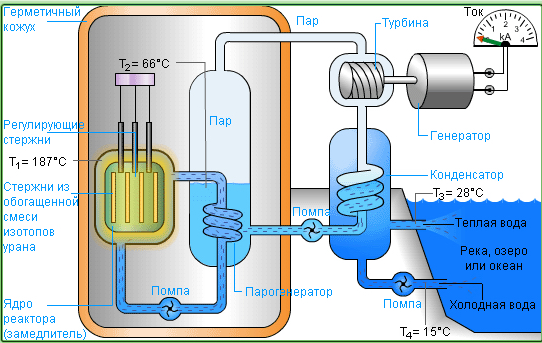 Герметичный
кожух
Пар
Турбина
Ток
1
2
3
4
kA
T₂= 66°C
Пар
Генератор
Регулирующие
стержни
T₁= 187°C
Стержни из
обогащенной
смеси
изотопов
урана
Конденсатор
T₃= 28°C
Помпа
Теплая вода
Река, озеро
или океан
Ядро
реактора
(замедлитель)
Помпа
Парогенератор
Помпа
Холодная вода
T₄= 15°C